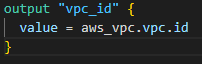 output "vpc_id" {
  value = aws_vpc.vpc.id
}